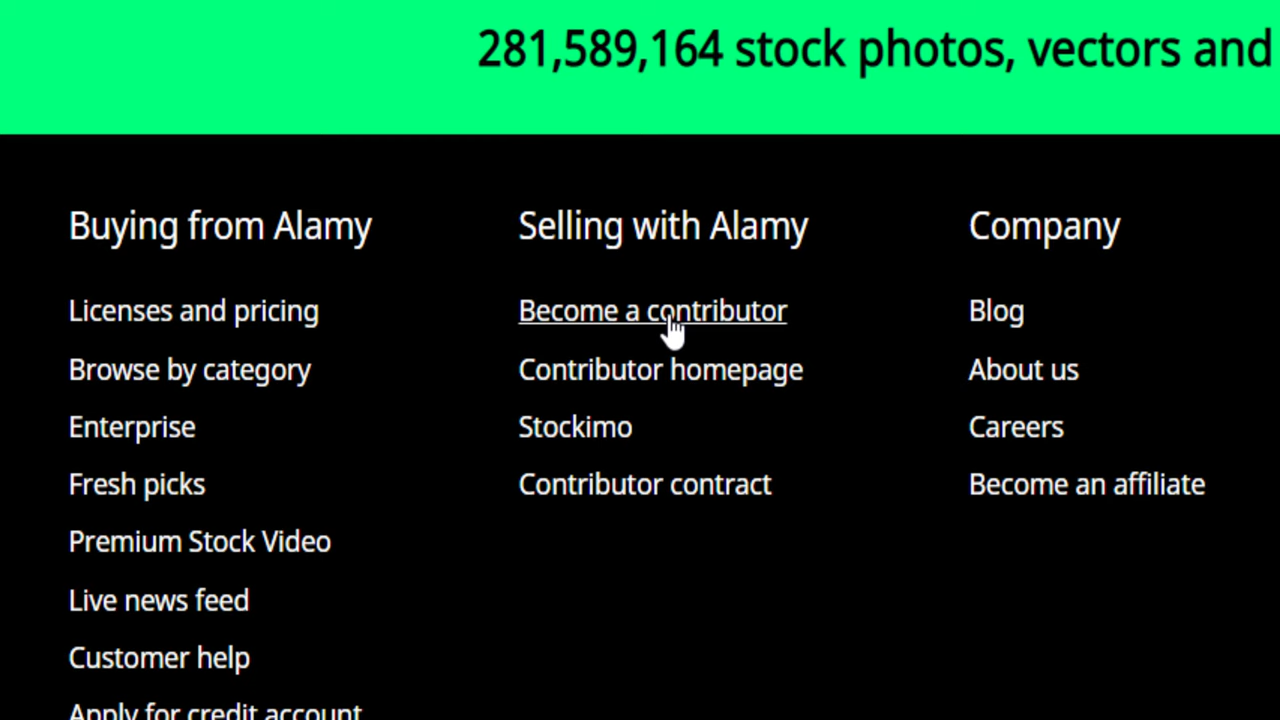 281,589,164 stock photos, vectors and
Buying from Alamy
Licenses and pricing
Browse by category
Enterprise
Fresh picks
Premium Stock Video
Live news feed
Customer help
Apply for credit account
Selling with Alamy
Become a contributor
Contributor homepage
Stockimo
Contributor contract
Company
Blog
About us
Careers
Become an affiliate